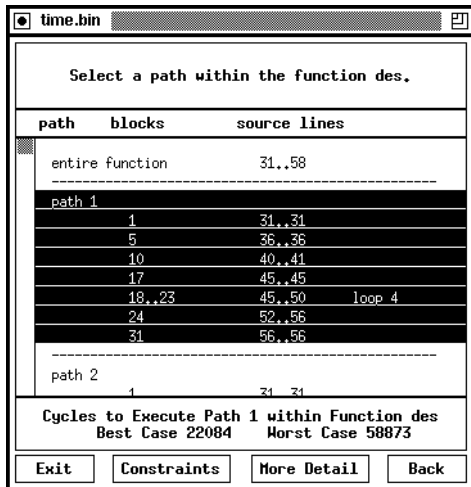 time.bin
Select a path within the function des.
path blocks source lines
entire function 31..58
path 1
1 31..31
5 36..36
10 40..41
17 45..45
18..23 45..50 loop 4
24 52..56
31 56..56
path 2
1 31..31
Cycles to Execute Path 1 within Function des
Best Case 22084 Worst Case 58873
Exit Constraints More Detail Back